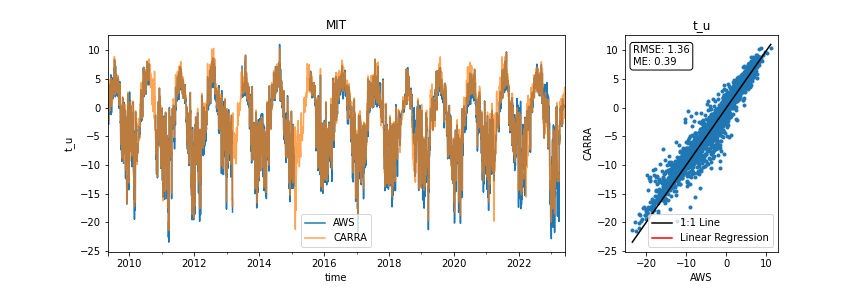 MIT
t_u
10
5
0
−5
−10
−15
−20
−25
t_u
2010
2012
2014
2016
2018
2020
2022
time
AWS
CARRA
t_u
RMSE: 1.36
ME: 0.39
10
5
0
−5
−10
−15
−20
−25
CARRA
−20
−10
0
10
AWS
1:1 Line
Linear Regression